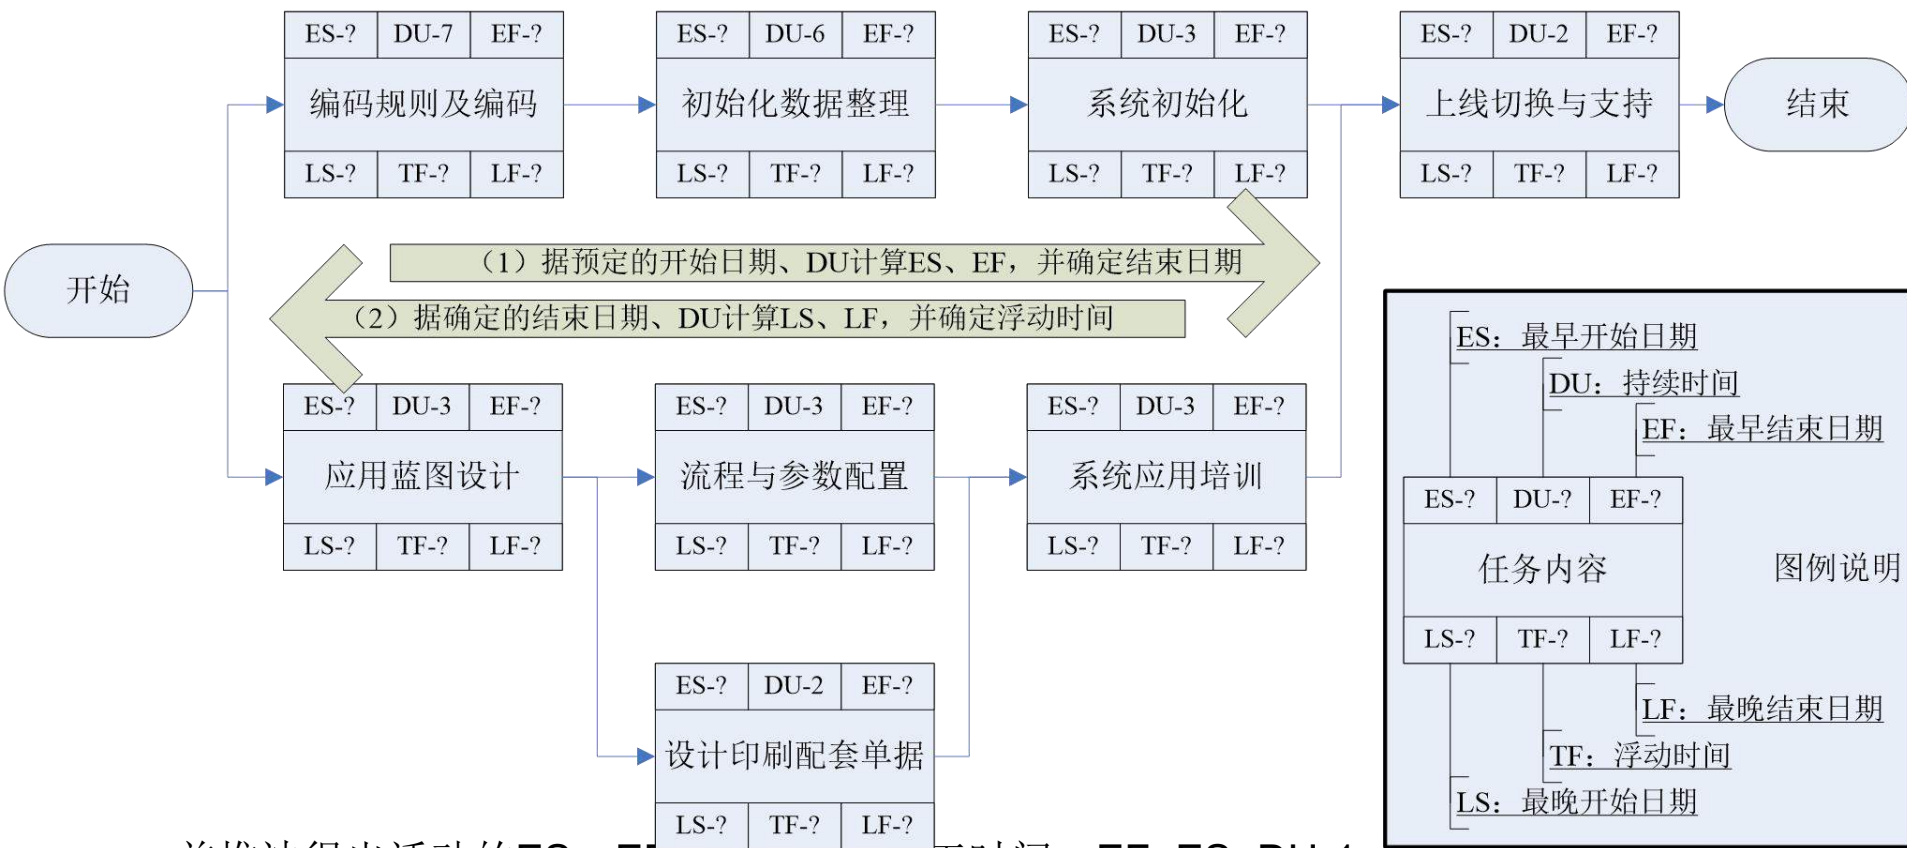 ES-? DU-7 EF-?
编码规则及编码
LS-? TF-? LF-?
ES-? DU-6 EF-?
初始化数据整理
LS-? TF-? LF-?
ES-? DU-3 EF-?
系统初始化
LS-? TF-? LF-?
ES-? DU-2 EF-?
上线切换与支持
LS-? TF-? LF-?
结束
开始
（1）据预定的开始日期、DU计算ES、EF，并确定结束日期
（2）据确定的结束日期、DU计算LS、LF，并确定浮动时间
ES-? DU-3 EF-?
应用蓝图设计
LS-? TF-? LF-?
ES-? DU-3 EF-?
流程与参数配置
LS-? TF-? LF-?
ES-? DU-3 EF-?
系统应用培训
LS-? TF-? LF-?
ES-? DU-2 EF-?
设计印刷配套单据
LS-? TF-? LF-?
ES：最早开始日期
DU：持续时间
EF：最早结束日期
ES-? DU-? EF-?
任务内容
图例说明
LS-? TF-? LF-?
LF：最晚结束日期
TF：浮动时间
LS：最晚开始日期